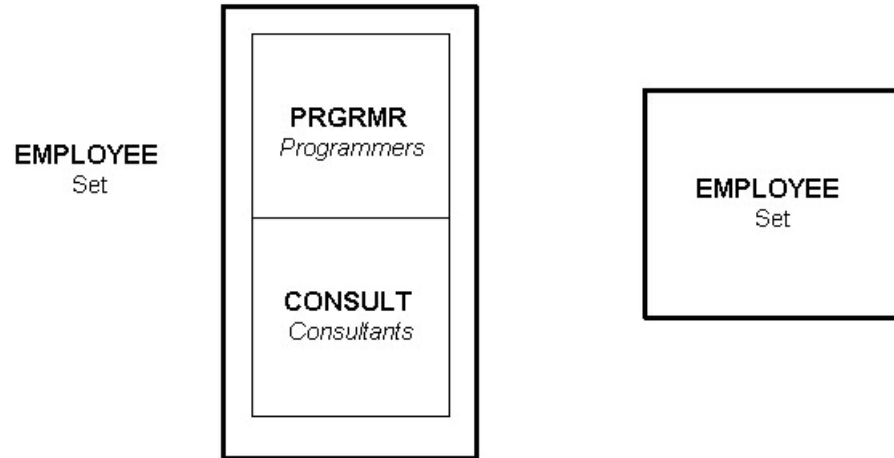 EMPLOYEE
Set
PRGRMR
Programmers
CONSULT
Consultants
EMPLOYEE
Set